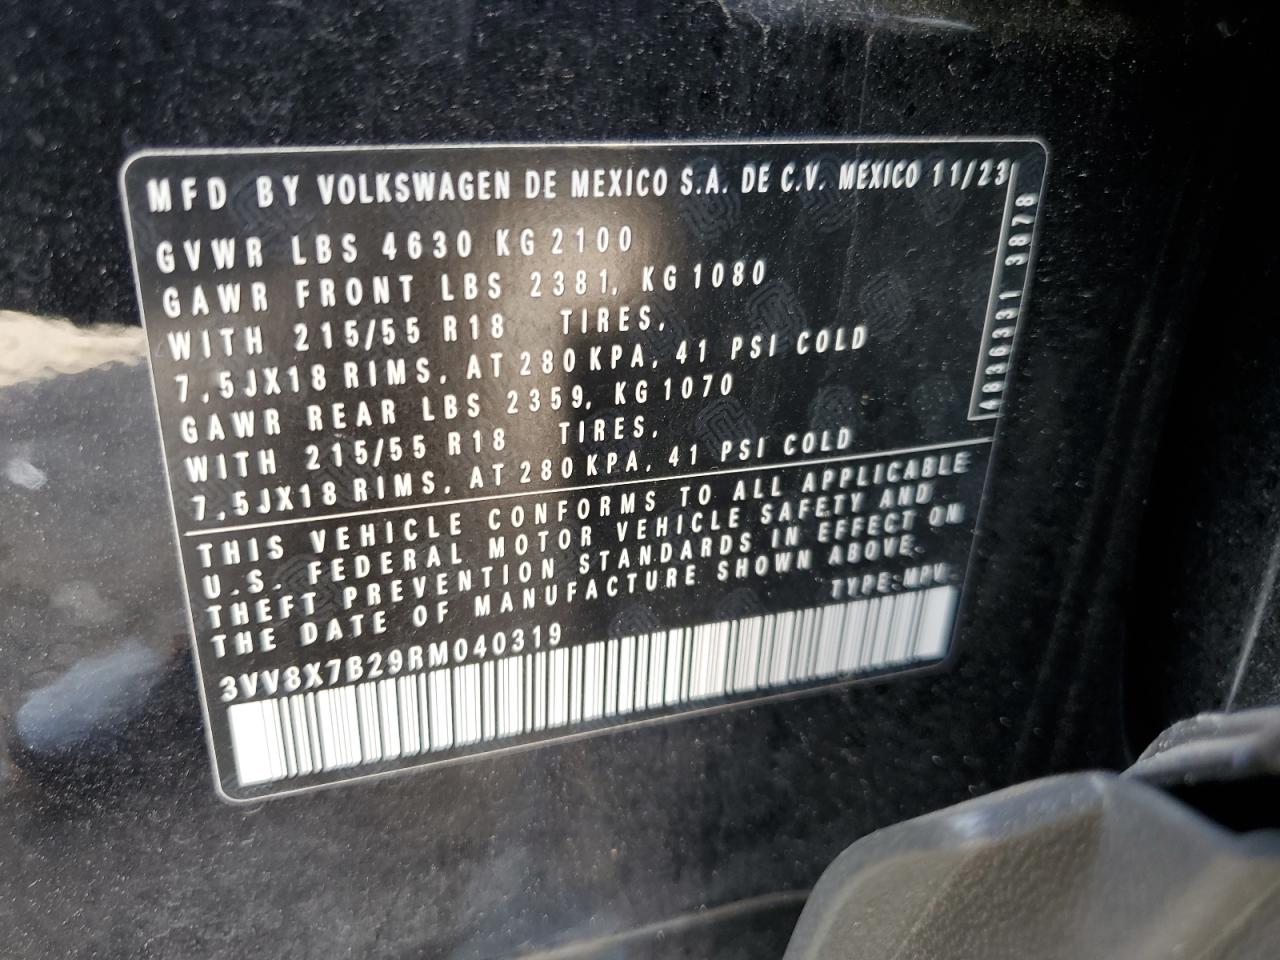 MFD BY VOLKSWAGEN DE MEXICO S.A. DE C.V. MEXICO 11/23
GVWR LBS 4630 KG 2100
GAWR FRONT LBS 2381, KG 1080
WITH 215/55 R18 TIRES,
7,5JX18 RIMS, AT 280 KPA, 41 PSI COLD
GAWR REAR LBS 2359, KG 1070
WITH 215/55 R18 TIRES,
7,5JX18 RIMS, AT 280 KPA, 41 PSI COLD
THIS VEHICLE CONFORMS TO ALL APPLICABLE
U.S. FEDERAL MOTOR VEHICLE SAFETY AND
THEFT PREVENTION STANDARDS IN EFFECT ON
THE DATE OF MANUFACTURE SHOWN ABOVE.
TYPE: MPV
3VV8X7B29RM040319
4836331 3878